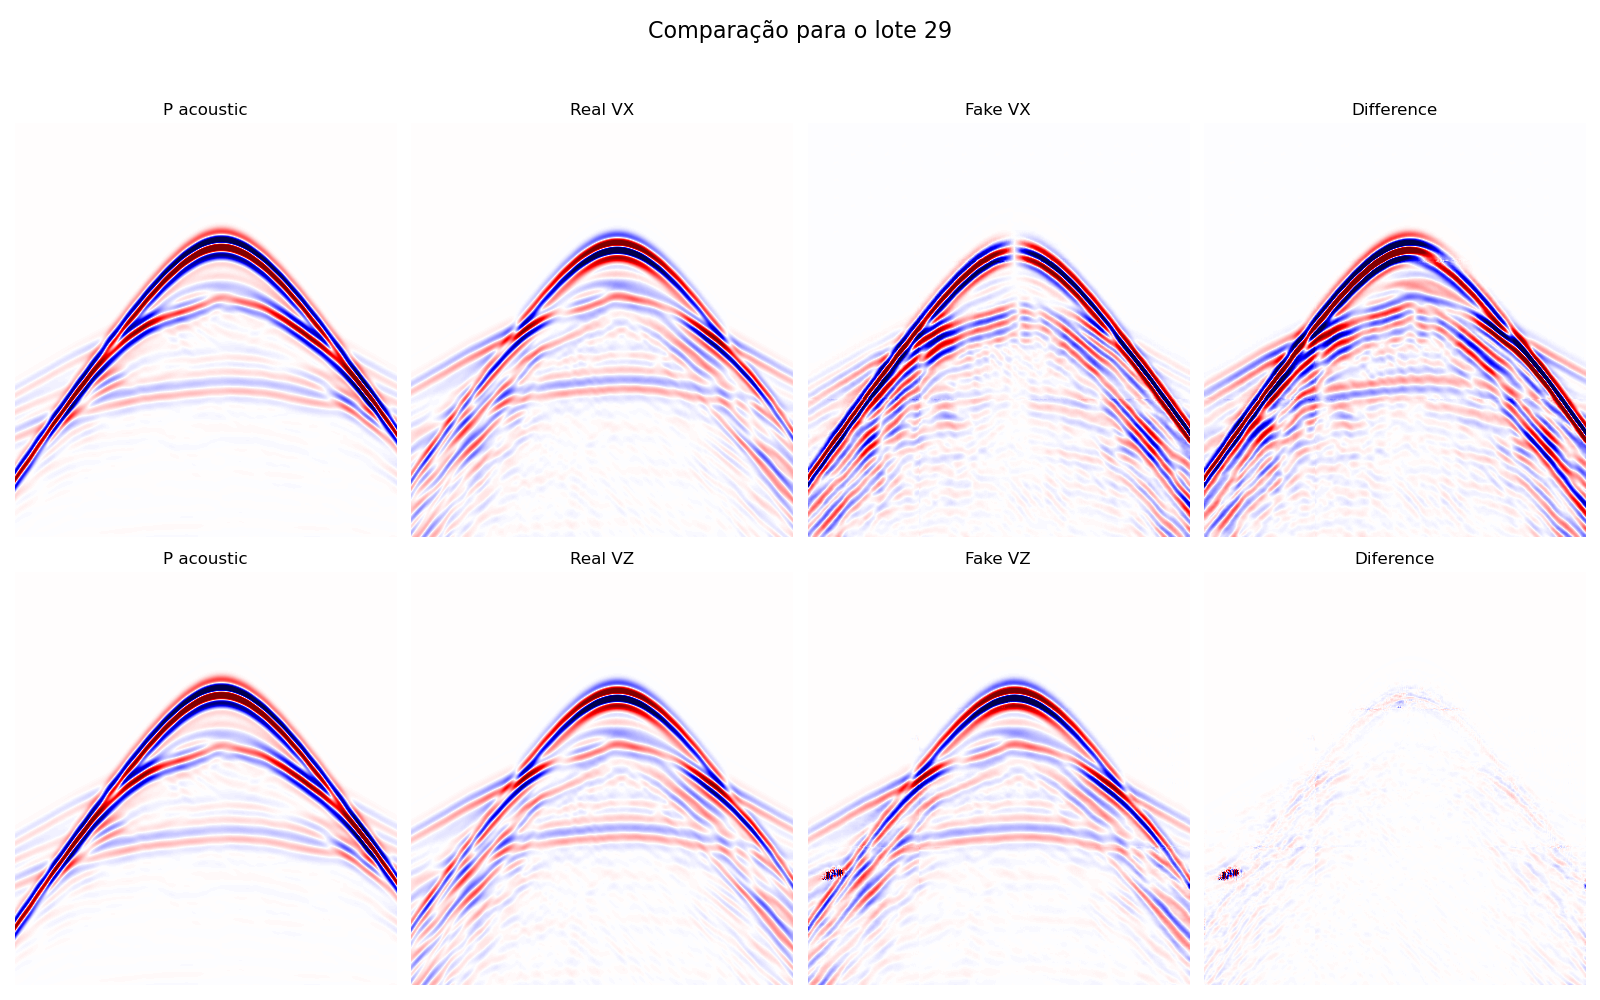 Comparação para o lote 29
P acoustic
Real VX
Fake VX
Difference
P acoustic
Real VZ
Fake VZ
Diference